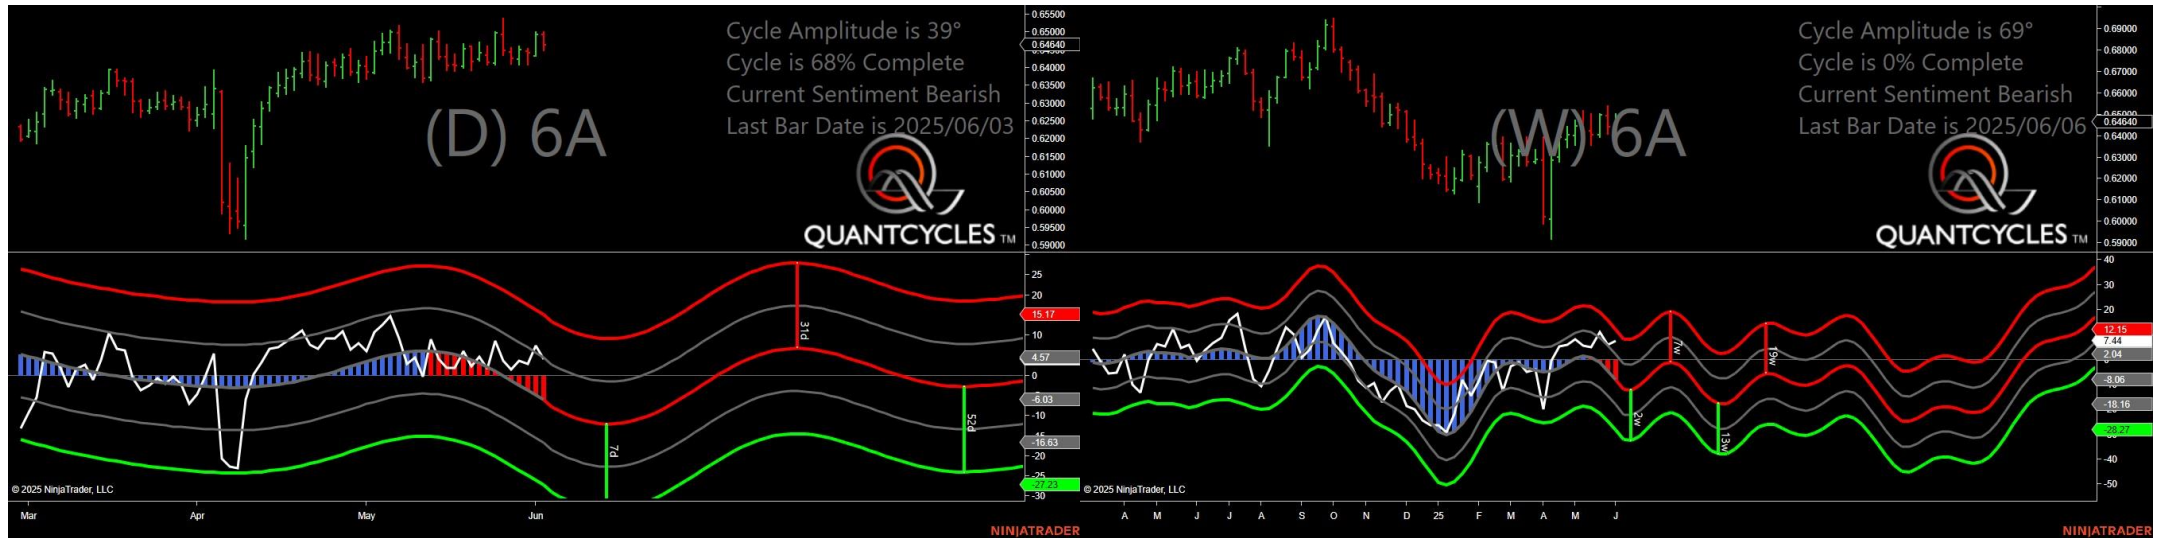 Cycle Amplitude is 39°
Cycle is 68% Complete
Current Sentiment Bearish
Last Bar Date is 2025/06/03
(D) 6A
QUANTCYCLES TM
0.65500
0.65000
0.64640
0.64000
0.63500
0.63000
0.62500
0.62000
0.61500
0.61000
0.60500
0.60000
0.59500
0.59000
25
20
15.17
10
4.57
0
-6.03
-10
-16.63
-20
-25
-27.23
-30
31d
7d
52d
© 2025 NinjaTrader, LLC
Mar
Apr
May
Jun
NINJATRADER
Cycle Amplitude is 69°
Cycle is 0% Complete
Current Sentiment Bearish
Last Bar Date is 2025/06/06
(W) 6A
QUANTCYCLES TM
0.69000
0.68000
0.67000
0.66000
0.64640
0.64000
0.63000
0.62000
0.61000
0.60000
0.59000
40
30
20
12.15
7.44
2.04
-8.06
-18.16
-28.27
-40
-50
2w
7w
13w
19w
© 2025 NinjaTrader, LLC
A M J J A S O N D 25 F M A M J
NINJATRADER